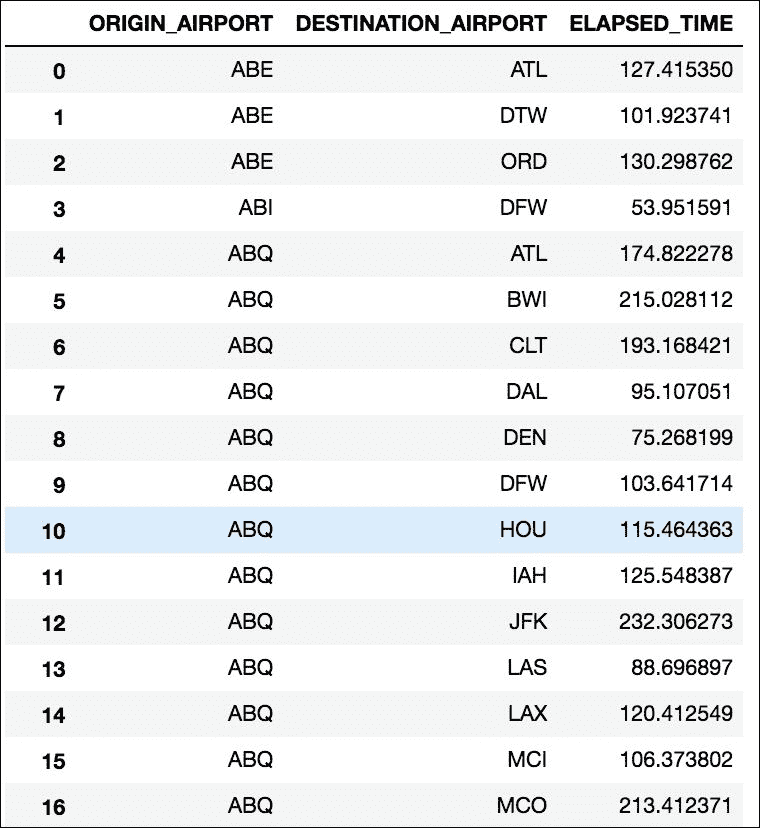 ORIGIN_AIRPORT DESTINATION_AIRPORT ELAPSED_TIME
0 ABE ATL 127.415350
1 ABE DTW 101.923741
2 ABE ORD 130.298762
3 ABI DFW 53.951591
4 ABQ ATL 174.822278
5 ABQ BWI 215.028112
6 ABQ CLT 193.168421
7 ABQ DAL 95.107051
8 ABQ DEN 75.268199
9 ABQ DFW 103.641714
10 ABQ HOU 115.464363
11 ABQ IAH 125.548387
12 ABQ JFK 232.306273
13 ABQ LAS 88.696897
14 ABQ LAX 120.412549
15 ABQ MCI 106.373802
16 ABQ MCO 213.412371